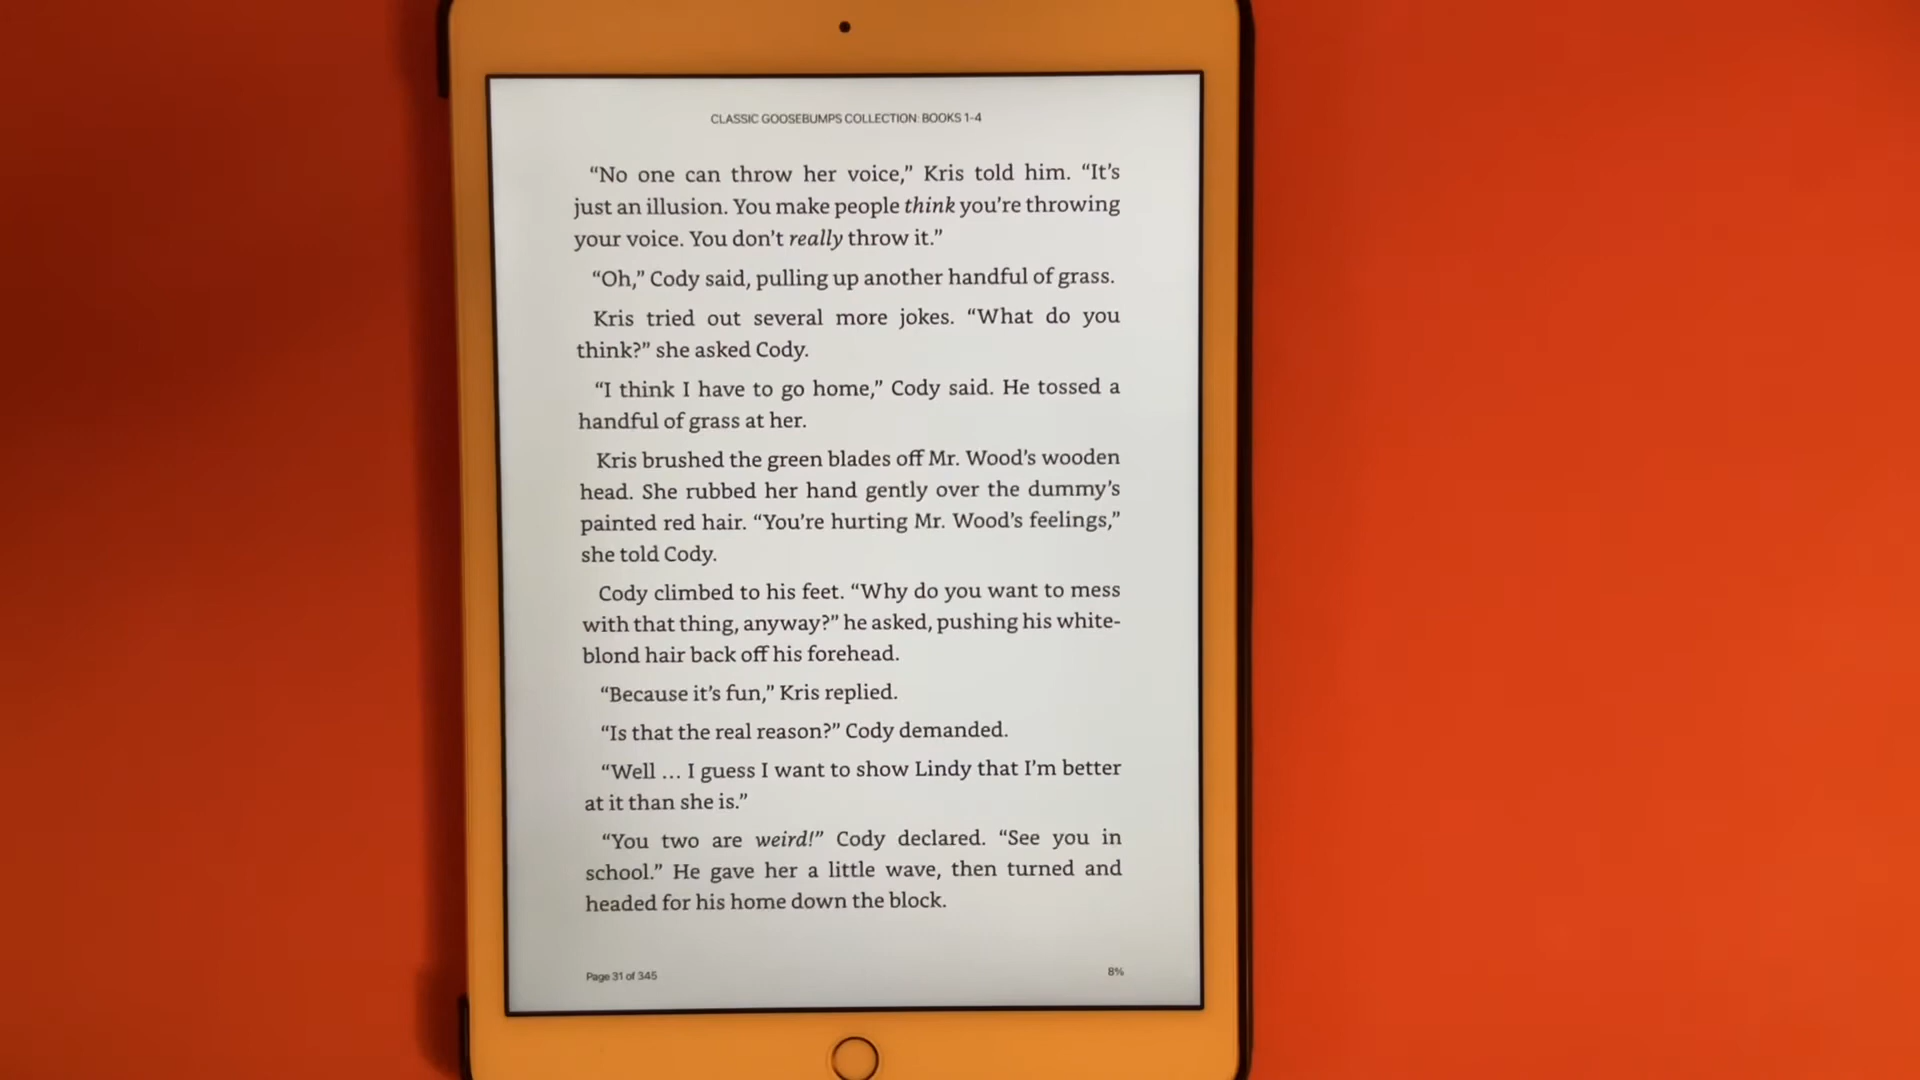 CLASSIC GOOSEBUMPS COLLECTION: BOOKS 1-4
“No one can throw her voice,” Kris told him. “It’s
just an illusion. You make people think you’re throwing
your voice. You don’t really throw it.”
“Oh,” Cody said, pulling up another handful of grass.
Kris tried out several more jokes. “What do you
think?” she asked Cody.
“I think I have to go home,” Cody said. He tossed a
handful of grass at her.
Kris brushed the green blades off Mr. Wood’s wooden
head. She rubbed her hand gently over the dummy’s
painted red hair. “You’re hurting Mr. Wood’s feelings,”
she told Cody.
Cody climbed to his feet. “Why do you want to mess
with that thing, anyway?” he asked, pushing his white-
blond hair back off his forehead.
“Because it’s fun,” Kris replied.
“Is that the real reason?” Cody demanded.
“Well … I guess I want to show Lindy that I’m better
at it than she is.”
“You two are weird!” Cody declared. “See you in
school.” He gave her a little wave, then turned and
headed for his home down the block.
Page 31 of 345
8%